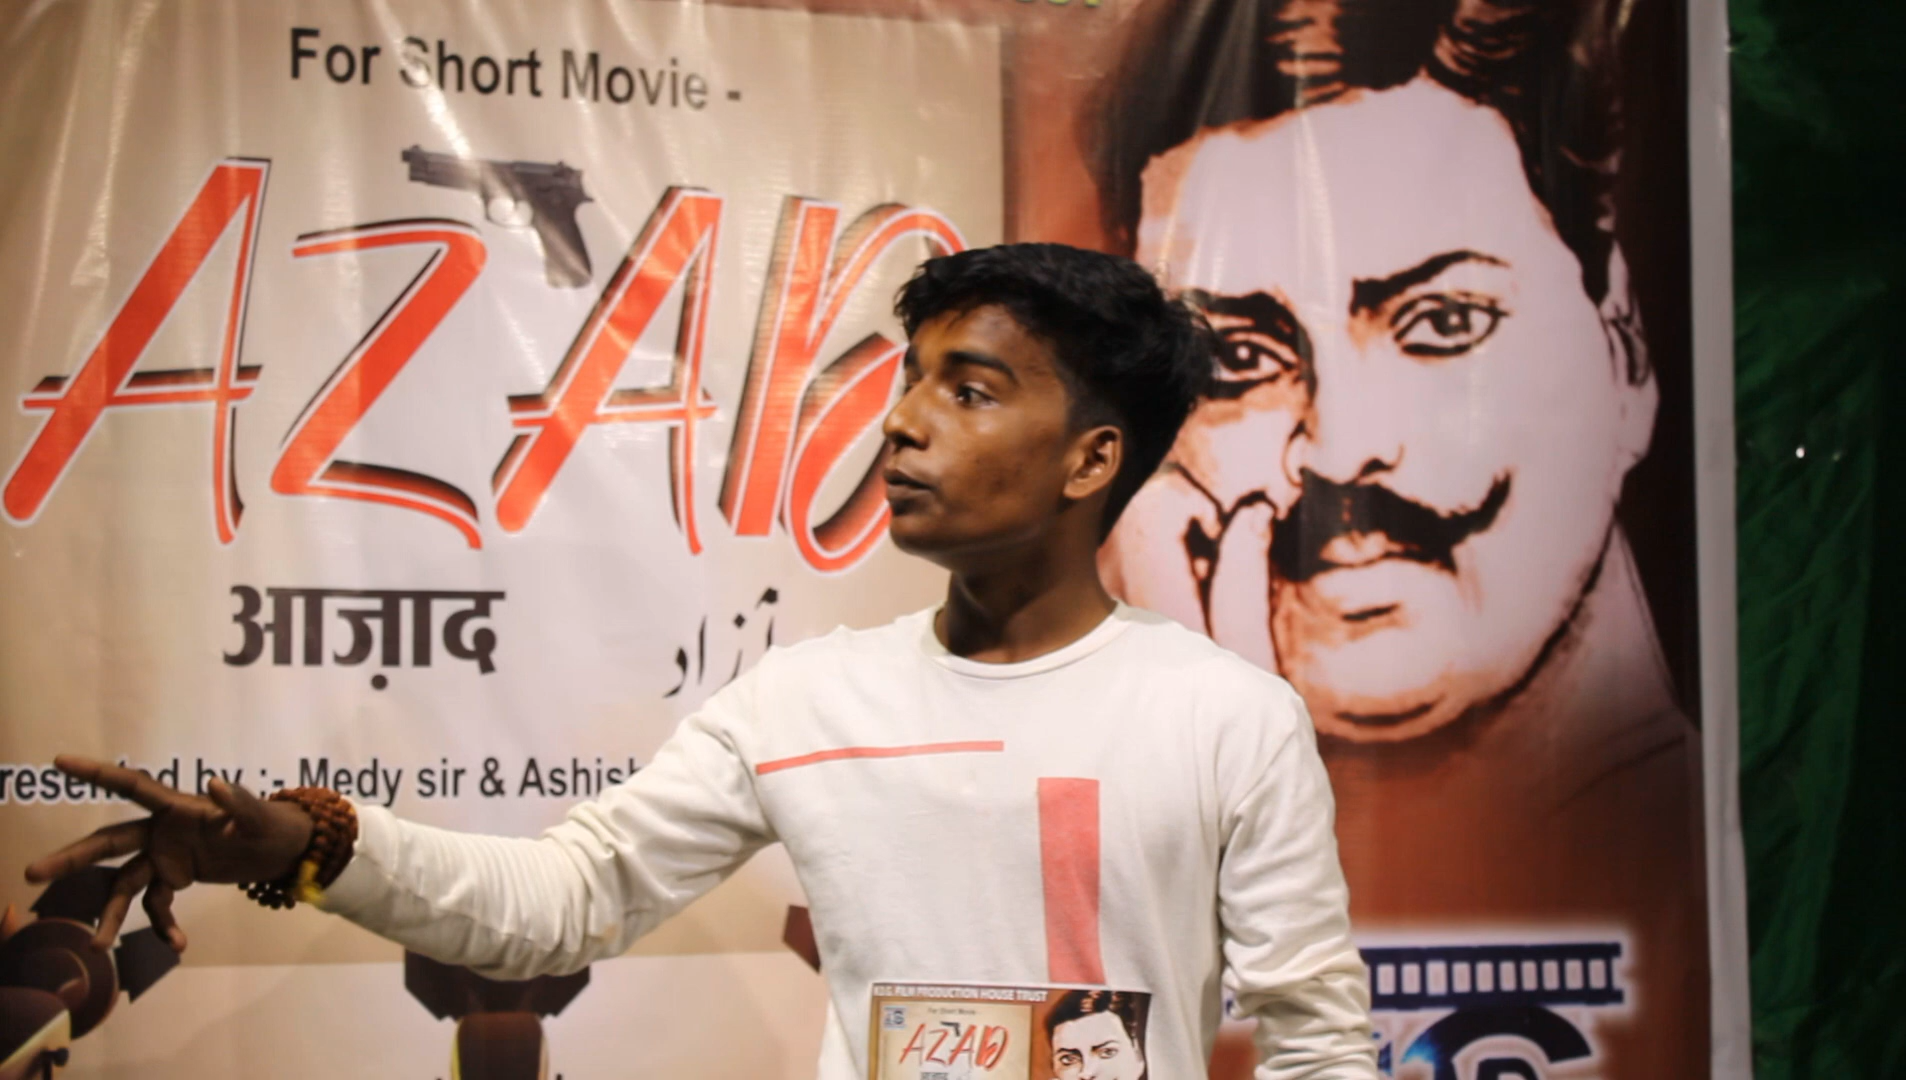 For Short Movie -
AZAD
आज़ाद
آزاد
resented by :- Medy sir & Ashish
FILM PRODUCTION HOUSE TRUST
For Short Movie -
AZAD
आज़ाद